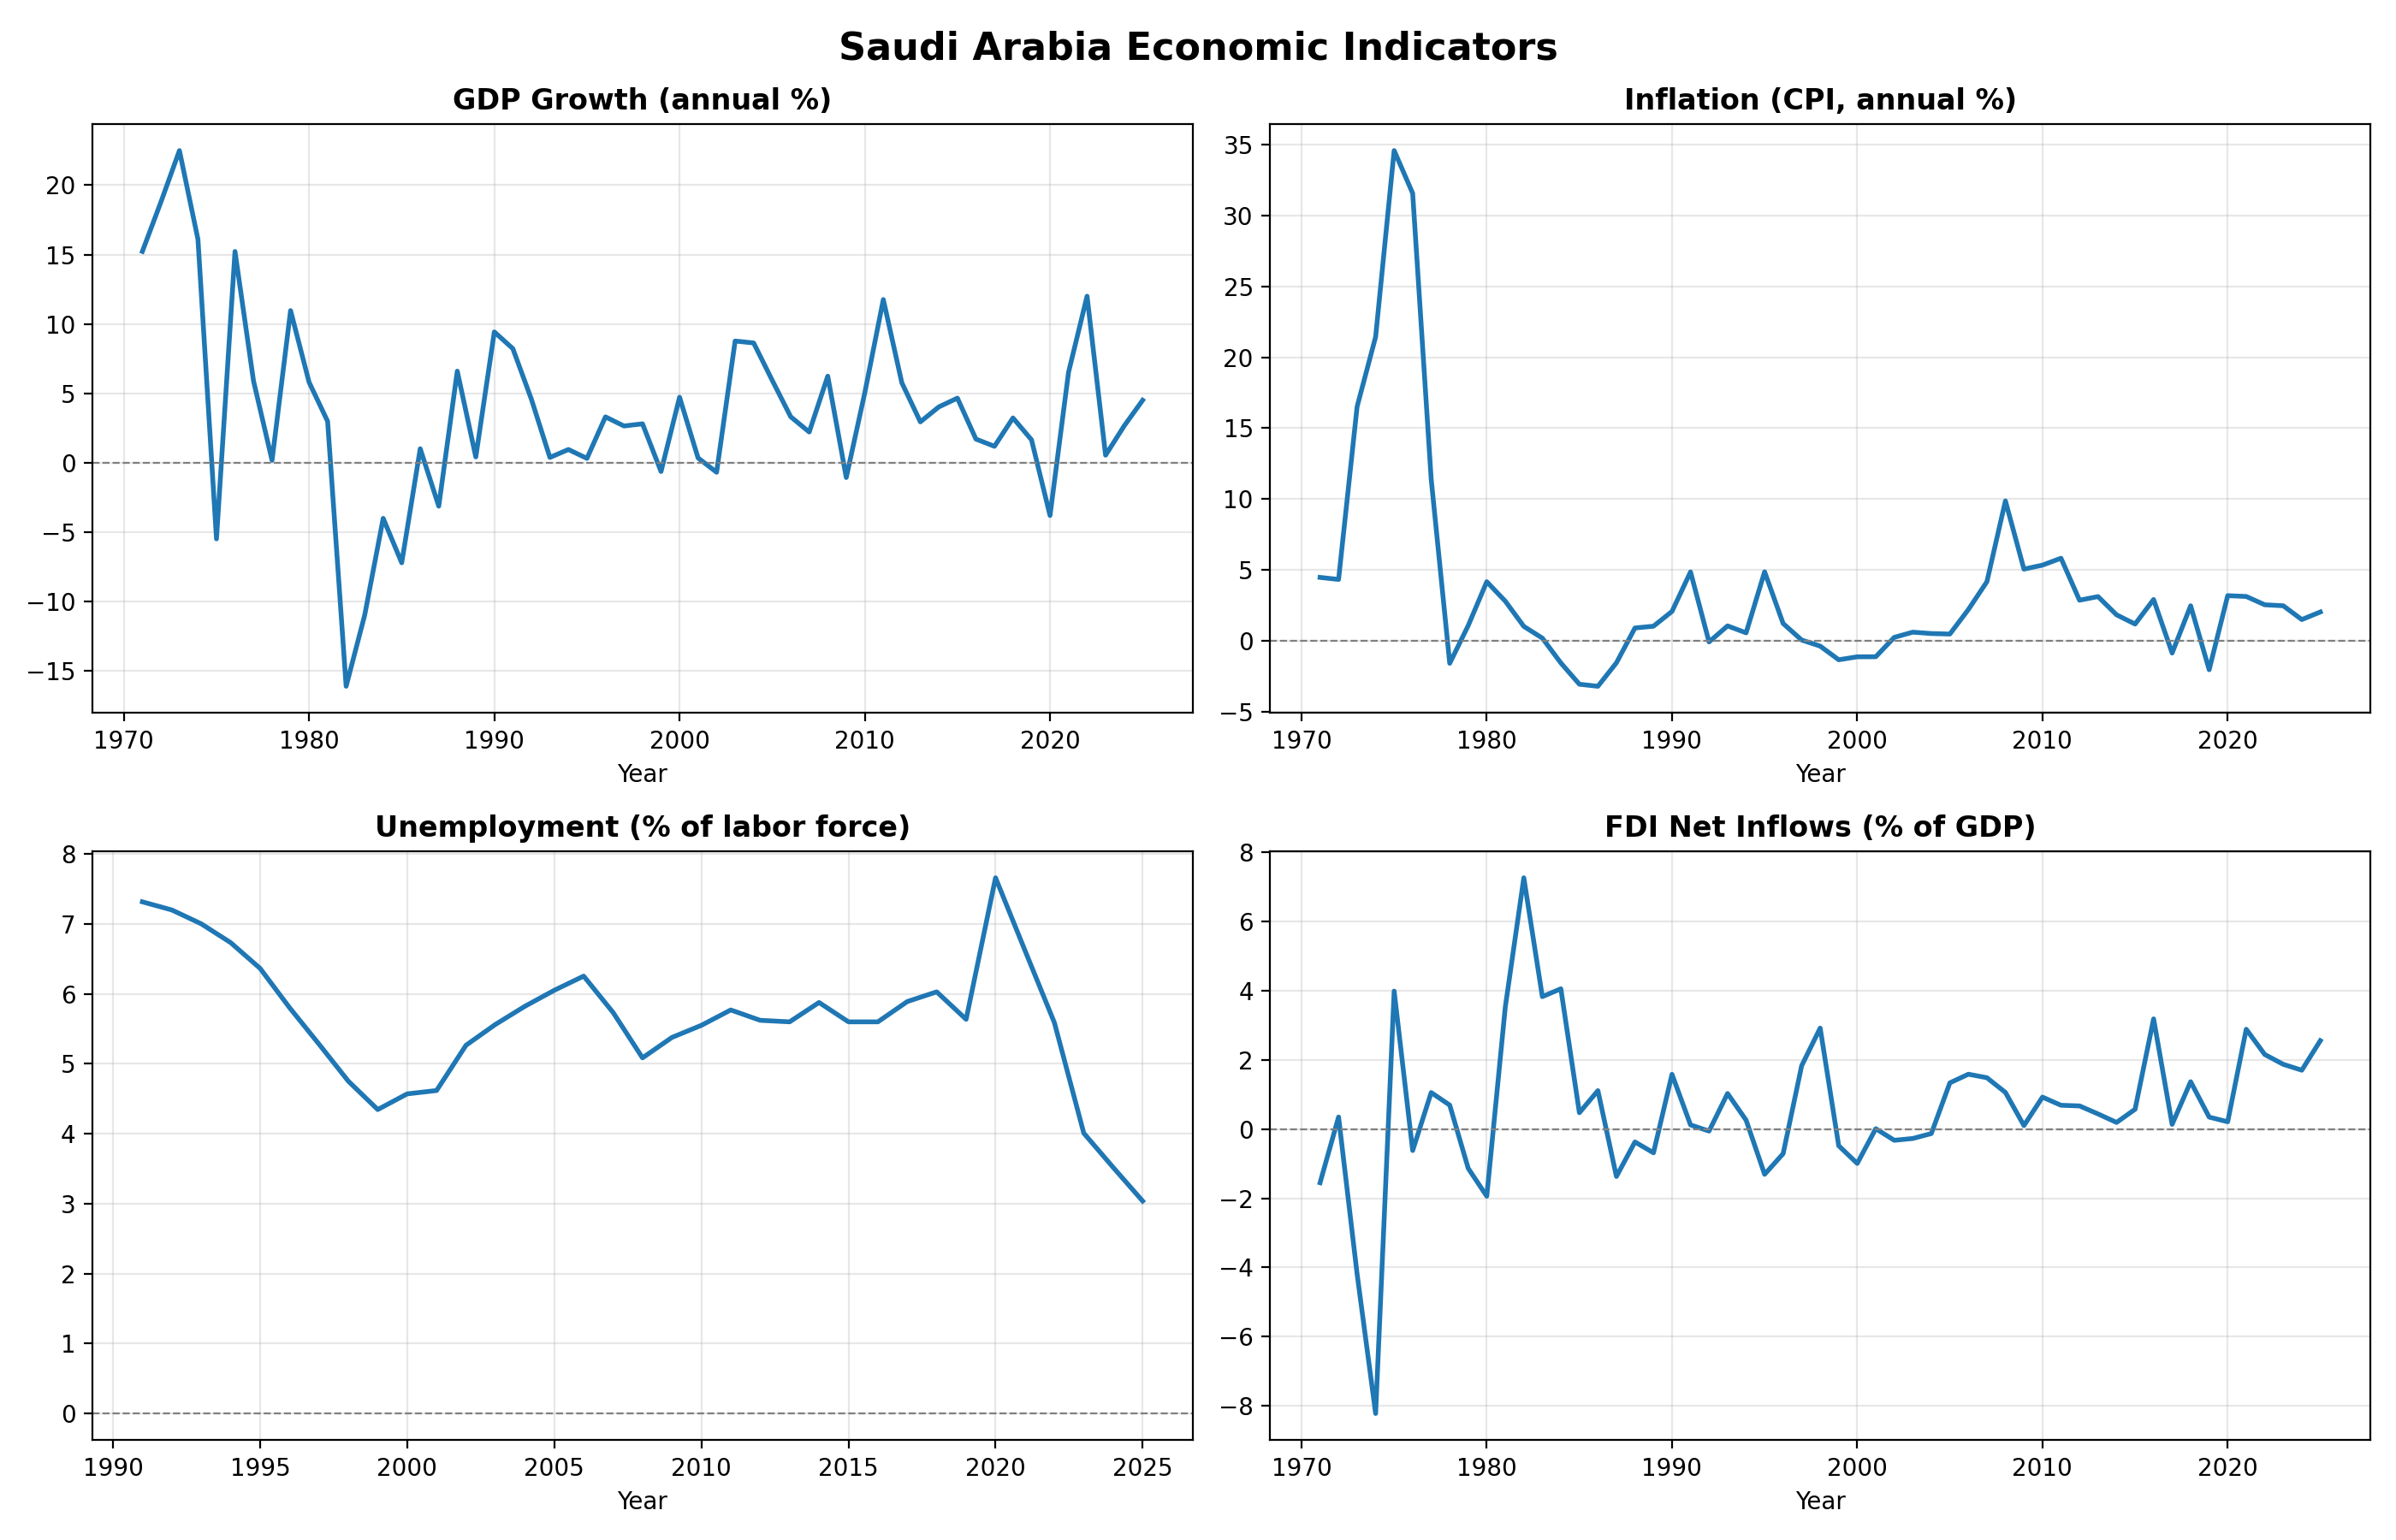 Saudi Arabia Economic Indicators
GDP Growth (annual %)
20
15
10
5
0
−5
−10
−15
1970 1980 1990 2000 2010 2020
Year
Inflation (CPI, annual %)
35
30
25
20
15
10
5
0
−5
1970 1980 1990 2000 2010 2020
Year
Unemployment (% of labor force)
8
7
6
5
4
3
2
1
0
1990 1995 2000 2005 2010 2015 2020 2025
Year
FDI Net Inflows (% of GDP)
8
6
4
2
0
−2
−4
−6
−8
1970 1980 1990 2000 2010 2020
Year